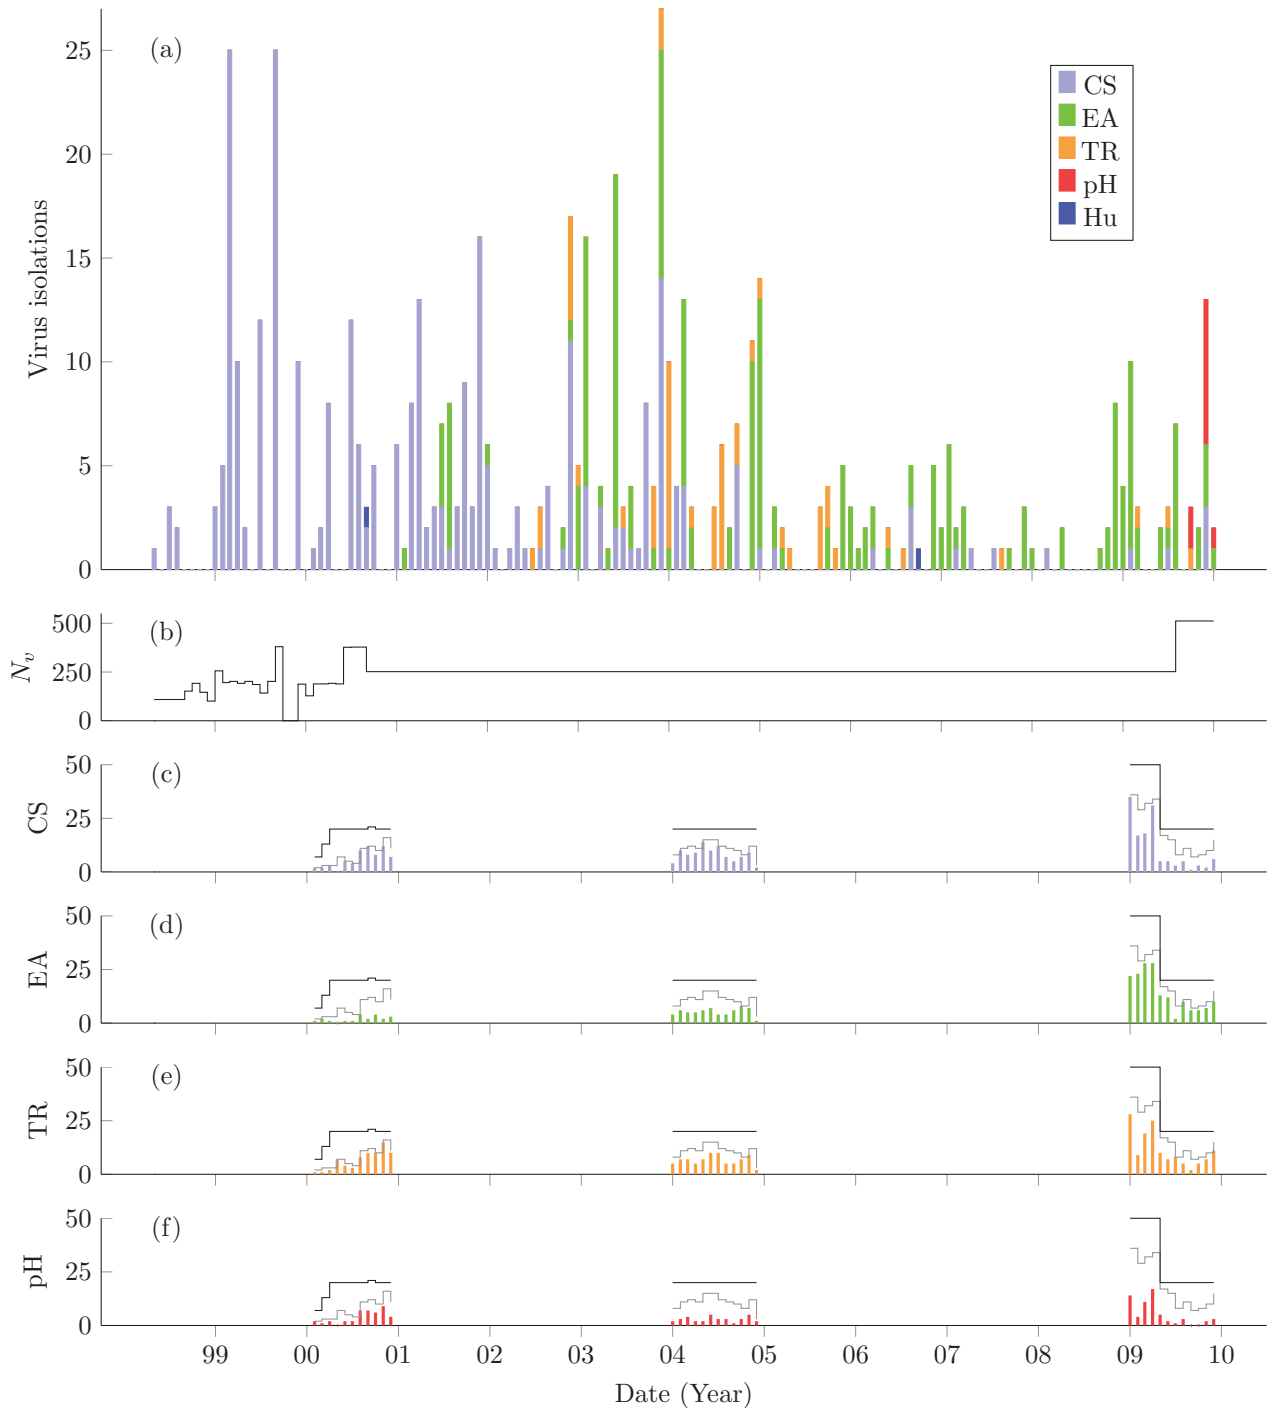 (a)
25
20
15
10
5
0
Virus isolations
CS
EA
TR
pH
Hu
(b)
500
250
0
N_v
(c)
50
25
0
CS
(d)
50
25
0
EA
(e)
50
25
0
TR
(f)
50
25
0
pH
99 00 01 02 03 04 05 06 07 08 09 10
Date (Year)